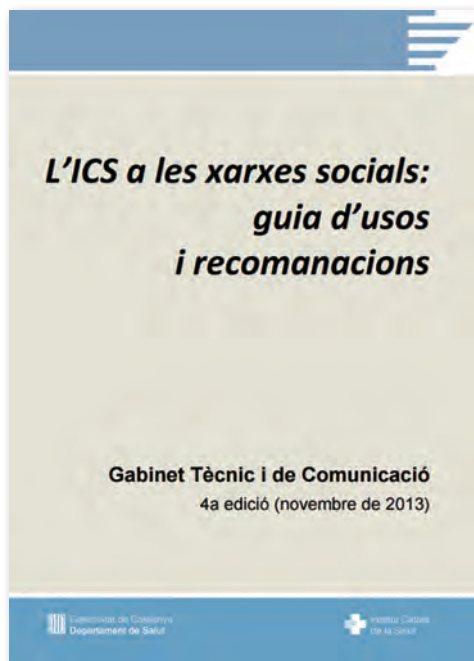 L'ICS a les xarxes socials:
guia d'usos
i recomanacions
Gabinet Tècnic i de Comunicació
4a edició (novembre de 2013)
Generalitat de Catalunya
Departament de Salut
Institut Català
de la Salut